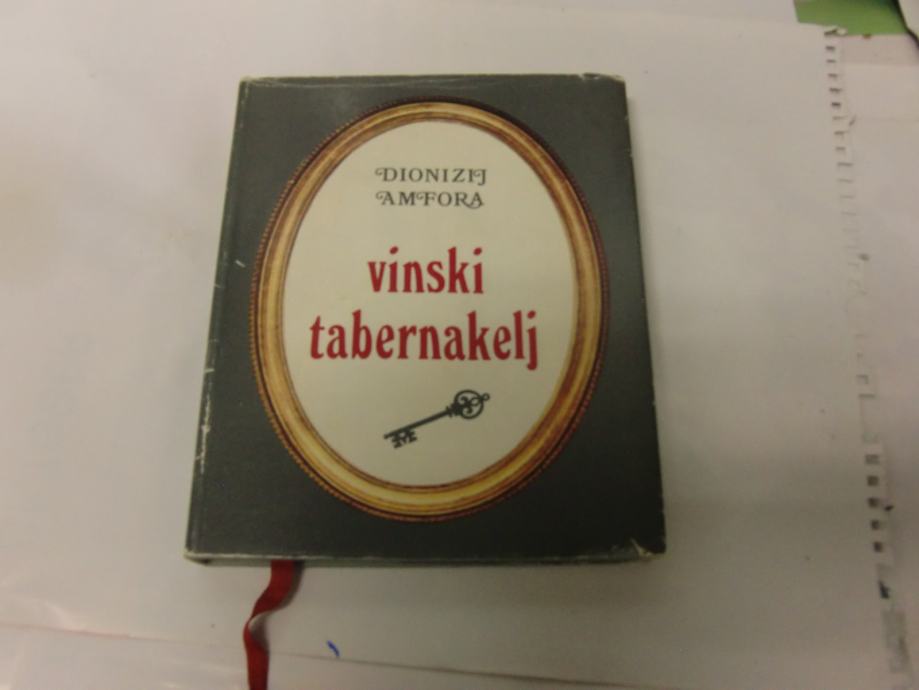 DIONIZIJ
AMFORA
vinski
tabernakelj